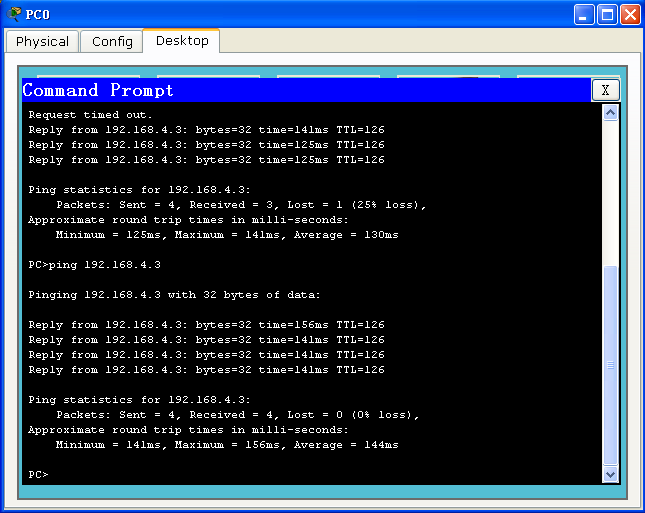 PC0
Physical
Config
Desktop
Command Prompt
X
Request timed out.
Reply from 192.168.4.3: bytes=32 time=141ms TTL=126
Reply from 192.168.4.3: bytes=32 time=125ms TTL=126
Reply from 192.168.4.3: bytes=32 time=125ms TTL=126
Ping statistics for 192.168.4.3:
Packets: Sent = 4, Received = 3, Lost = 1 (25% loss),
Approximate round trip times in milli-seconds:
Minimum = 125ms, Maximum = 141ms, Average = 130ms
PC>ping 192.168.4.3
Pinging 192.168.4.3 with 32 bytes of data:
Reply from 192.168.4.3: bytes=32 time=156ms TTL=126
Reply from 192.168.4.3: bytes=32 time=141ms TTL=126
Reply from 192.168.4.3: bytes=32 time=141ms TTL=126
Reply from 192.168.4.3: bytes=32 time=141ms TTL=126
Ping statistics for 192.168.4.3:
Packets: Sent = 4, Received = 4, Lost = 0 (0% loss),
Approximate round trip times in milli-seconds:
Minimum = 141ms, Maximum = 156ms, Average = 144ms
PC>